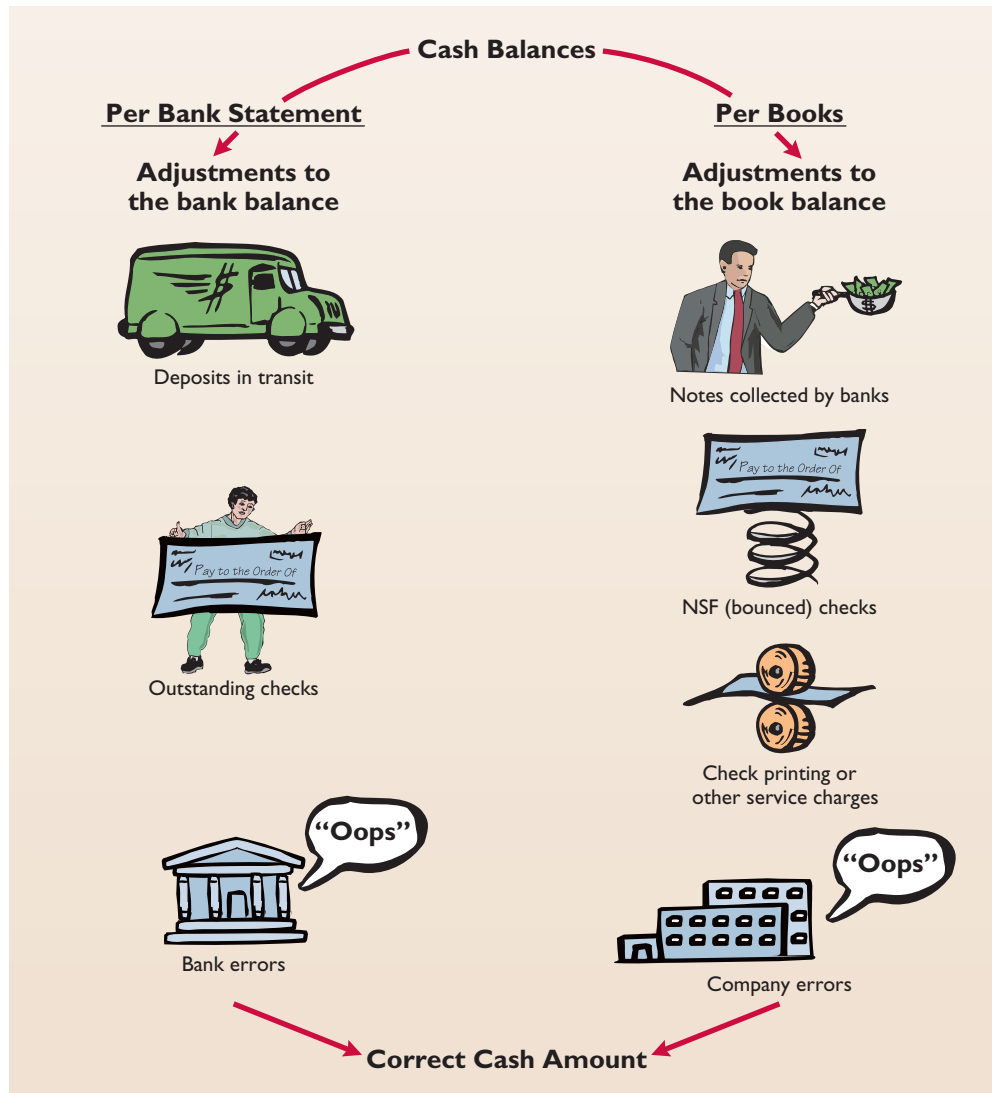 Cash Balances
Per Bank Statement
Adjustments to
the bank balance
$
Deposits in transit
Pay to the Order Of
Outstanding checks
"Oops"
Bank errors
Per Books
Adjustments to
the book balance
$
Notes collected by banks
Pay to the Order Of
NSF (bounced) checks
Check printing or
other service charges
"Oops"
Company errors
Correct Cash Amount